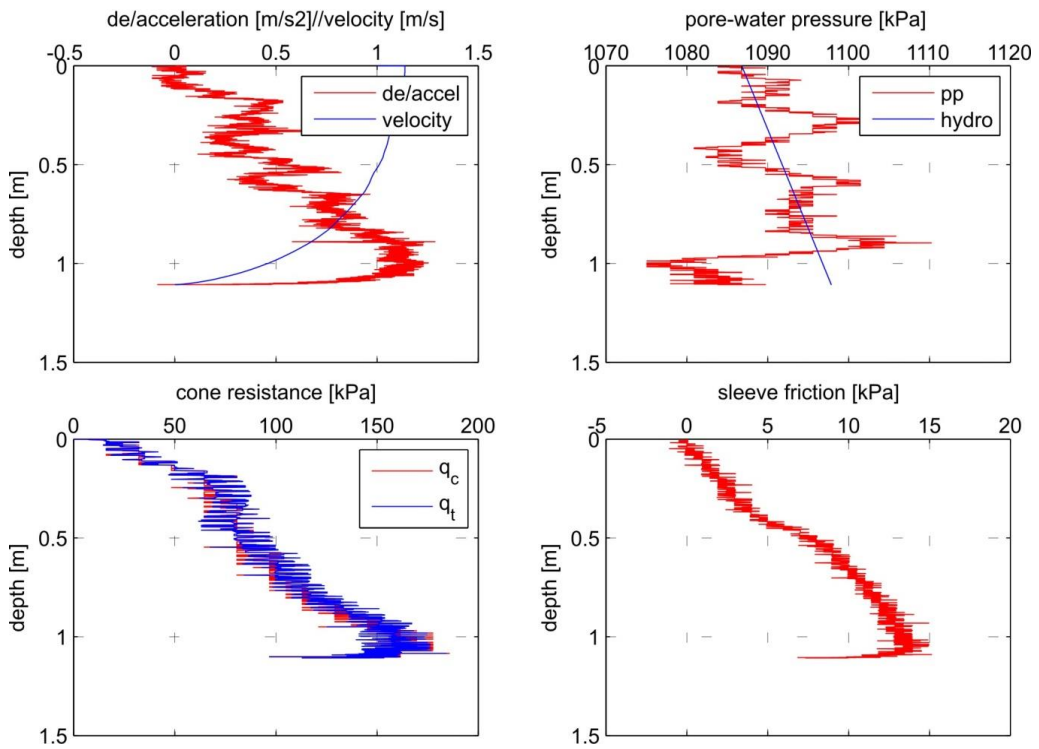 de/acceleration [m/s2]//velocity [m/s]
-0.5 0 0.5 1 1.5
0
0.5
1
1.5
depth [m]
de/accel
velocity
pore-water pressure [kPa]
1070 1080 1090 1100 1110 1120
0
0.5
1
1.5
depth [m]
pp
hydro
cone resistance [kPa]
0 50 100 150 200
0
0.5
1
1.5
depth [m]
q_c
q_t
sleeve friction [kPa]
-5 0 5 10 15 20
0
0.5
1
1.5
depth [m]